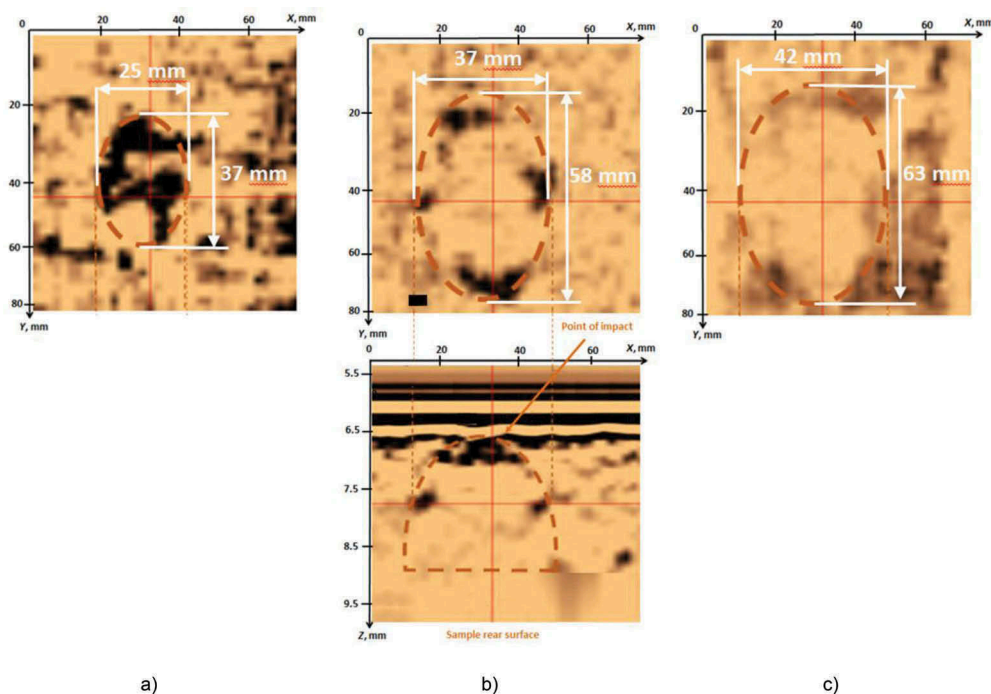 X, mm
0 20 40 60
25 mm
20
37 mm
40
60
80
Y, mm
X, mm
0 20 40 60
37 mm
20
58 mm
40
60
80
Y, mm
X, mm
0 20 40 60
42 mm
20
63 mm
40
60
80
Y, mm
Point of impact
0 20 40 60 X, mm
5.5
6.5
7.5
8.5
9.5
Z, mm
Sample rear surface
a) b) c)